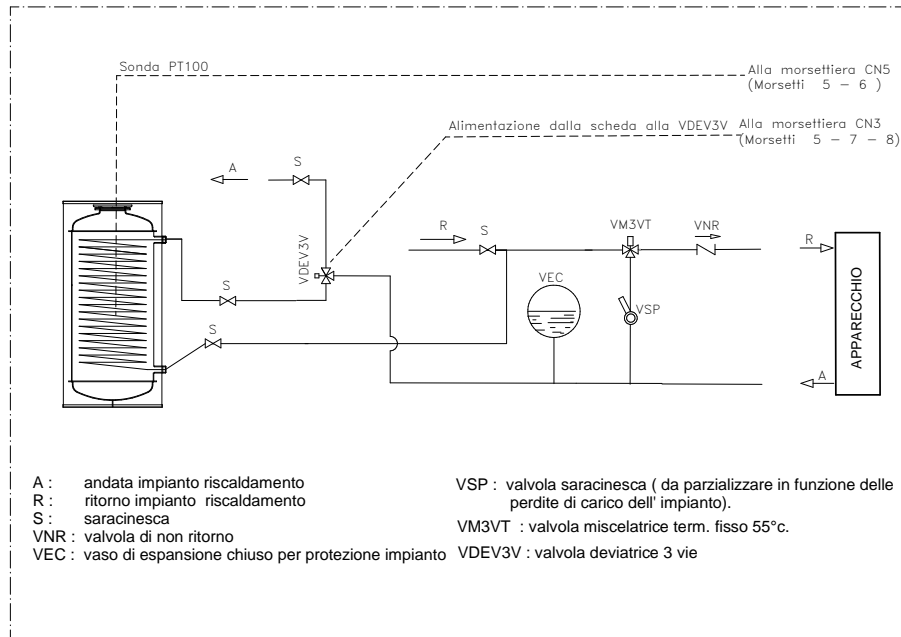 Sonda PT100
Alla morsettiera CN5
(Morsetti 5 – 6 )
Alimentazione dalla scheda alla VDEV3V
Alla morsettiera CN3
(Morsetti 5 – 7 – 8)
A
S
R
S
VM3VT
VNR
R
VDEV3V
S
VEC
VSP
S
APPARECCHIO
A
A : andata impianto riscaldamento
R : ritorno impianto riscaldamento
S : saracinesca
VNR : valvola di non ritorno
VEC : vaso di espansione chiuso per protezione impianto
VSP : valvola saracinesca ( da parzializzare in funzione delle
perdite di carico dell' impianto).
VM3VT : valvola miscelatrice term. fisso 55°c.
VDEV3V : valvola deviatrice 3 vie